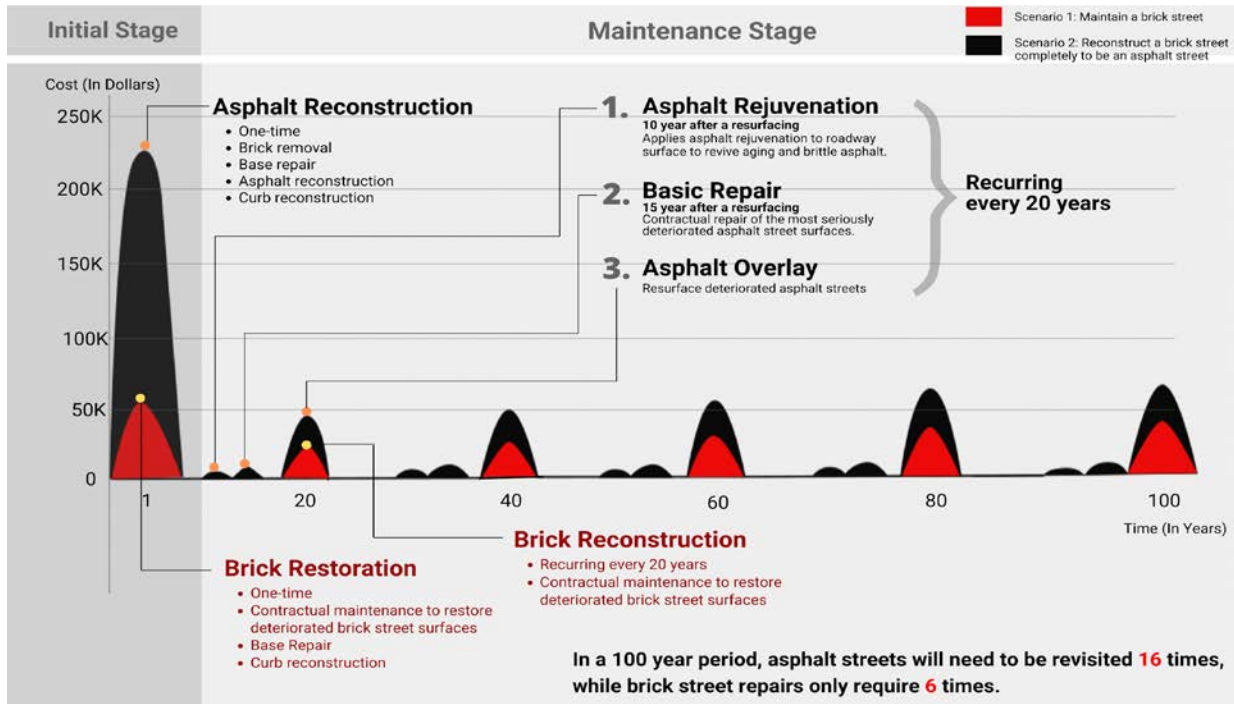 Initial Stage
Maintenance Stage
Scenario 1: Maintain a brick street
Scenario 2: Reconstruct a brick street
completely to be an asphalt street
Cost (In Dollars)
250K
200K
150K
100K
50K
0
Asphalt Reconstruction
• One-time
• Brick removal
• Base repair
• Asphalt reconstruction
• Curb reconstruction
1. Asphalt Rejuvenation
10 year after a resurfacing
Applies asphalt rejuvenation to roadway
surface to revive aging and brittle asphalt.
2. Basic Repair
15 year after a resurfacing
Contractual repair of the most seriously
deteriorated asphalt street surfaces.
3. Asphalt Overlay
Resurface deteriorated asphalt streets
Recurring
every 20 years
1
20
40
60
80
100
Time (In Years)
Brick Restoration
• One-time
• Contractual maintenance to restore
deteriorated brick street surfaces
• Base Repair
• Curb reconstruction
Brick Reconstruction
• Recurring every 20 years
• Contractual maintenance to restore
deteriorated brick street surfaces
In a 100 year period, asphalt streets will need to be revisited 16 times,
while brick street repairs only require 6 times.